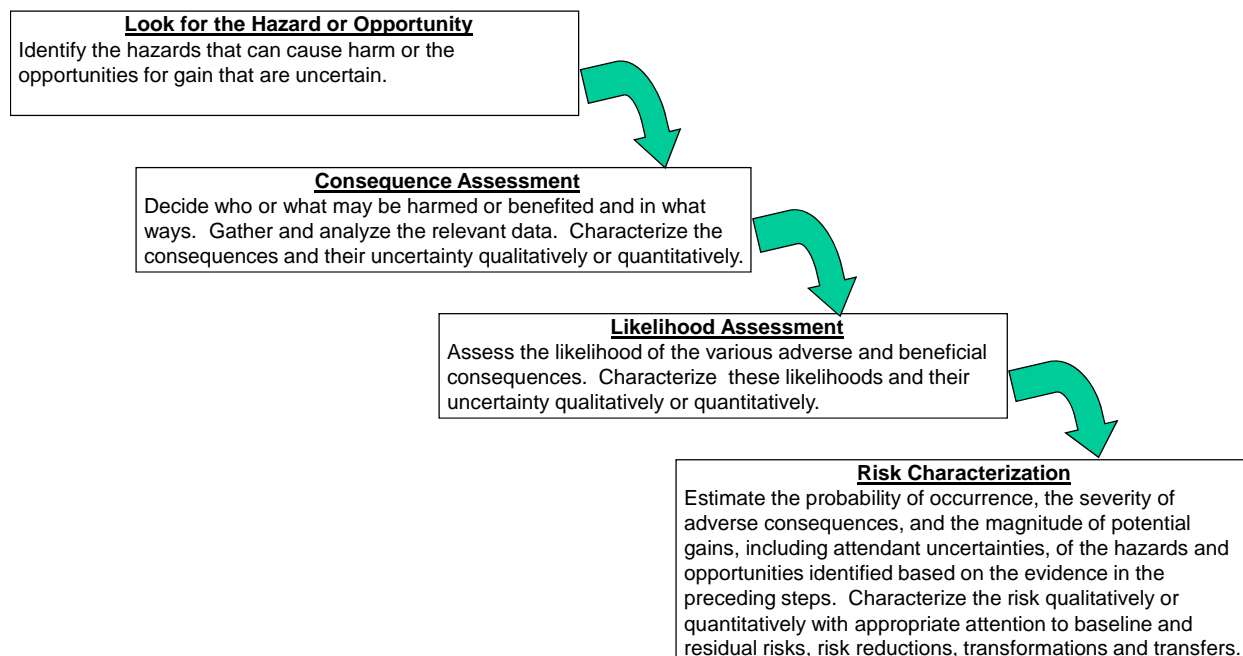 Look for the Hazard or Opportunity
Identify the hazards that can cause harm or the
opportunities for gain that are uncertain.
Consequence Assessment
Decide who or what may be harmed or benefited and in what
ways.  Gather and analyze the relevant data.  Characterize the
consequences and their uncertainty qualitatively or quantitatively.
Likelihood Assessment
Assess the likelihood of the various adverse and beneficial
consequences.  Characterize  these likelihoods and their
uncertainty qualitatively or quantitatively.
Risk Characterization
Estimate the probability of occurrence, the severity of
adverse consequences, and the magnitude of potential
gains, including attendant uncertainties, of the hazards and
opportunities identified based on the evidence in the
preceding steps.  Characterize the risk qualitatively or
quantitatively with appropriate attention to baseline and
residual risks, risk reductions, transformations and transfers.